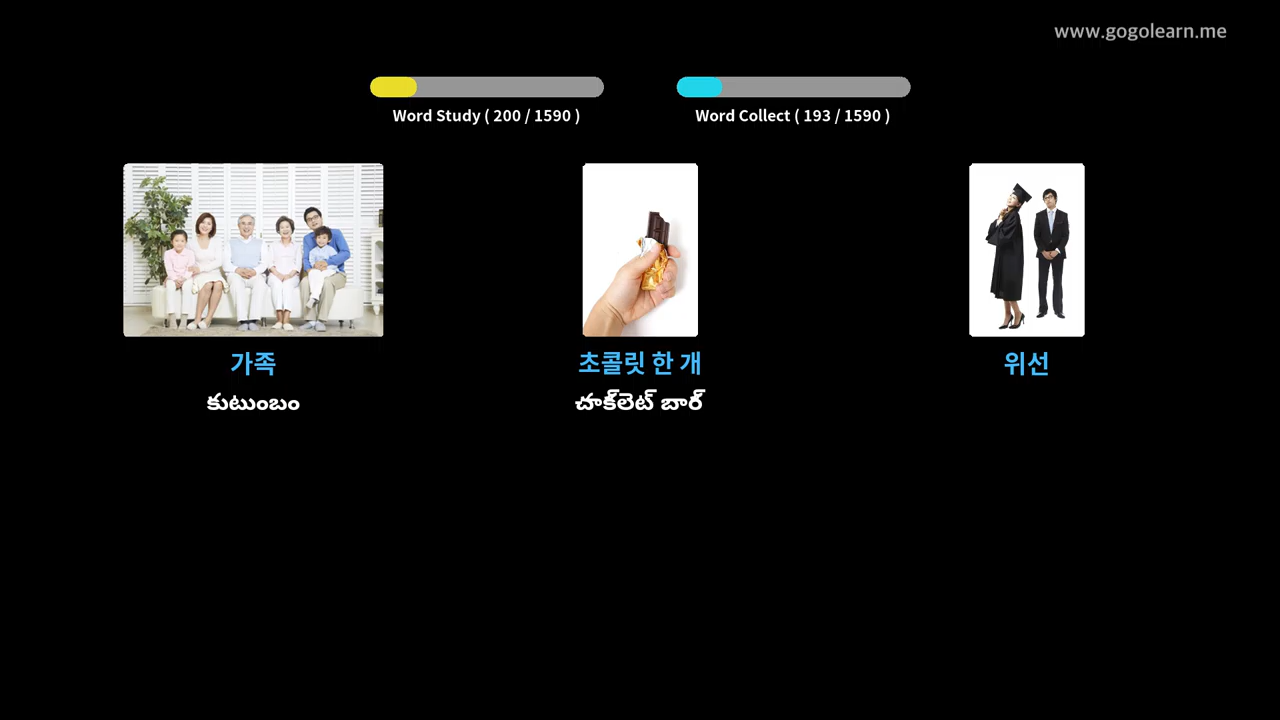 www.gogolearn.me
Word Study ( 200 / 1590 )
Word Collect ( 193 / 1590 )
가족
초콜릿 한 개
위선
కుటుంబం
చాక్‌లెట్ బార్